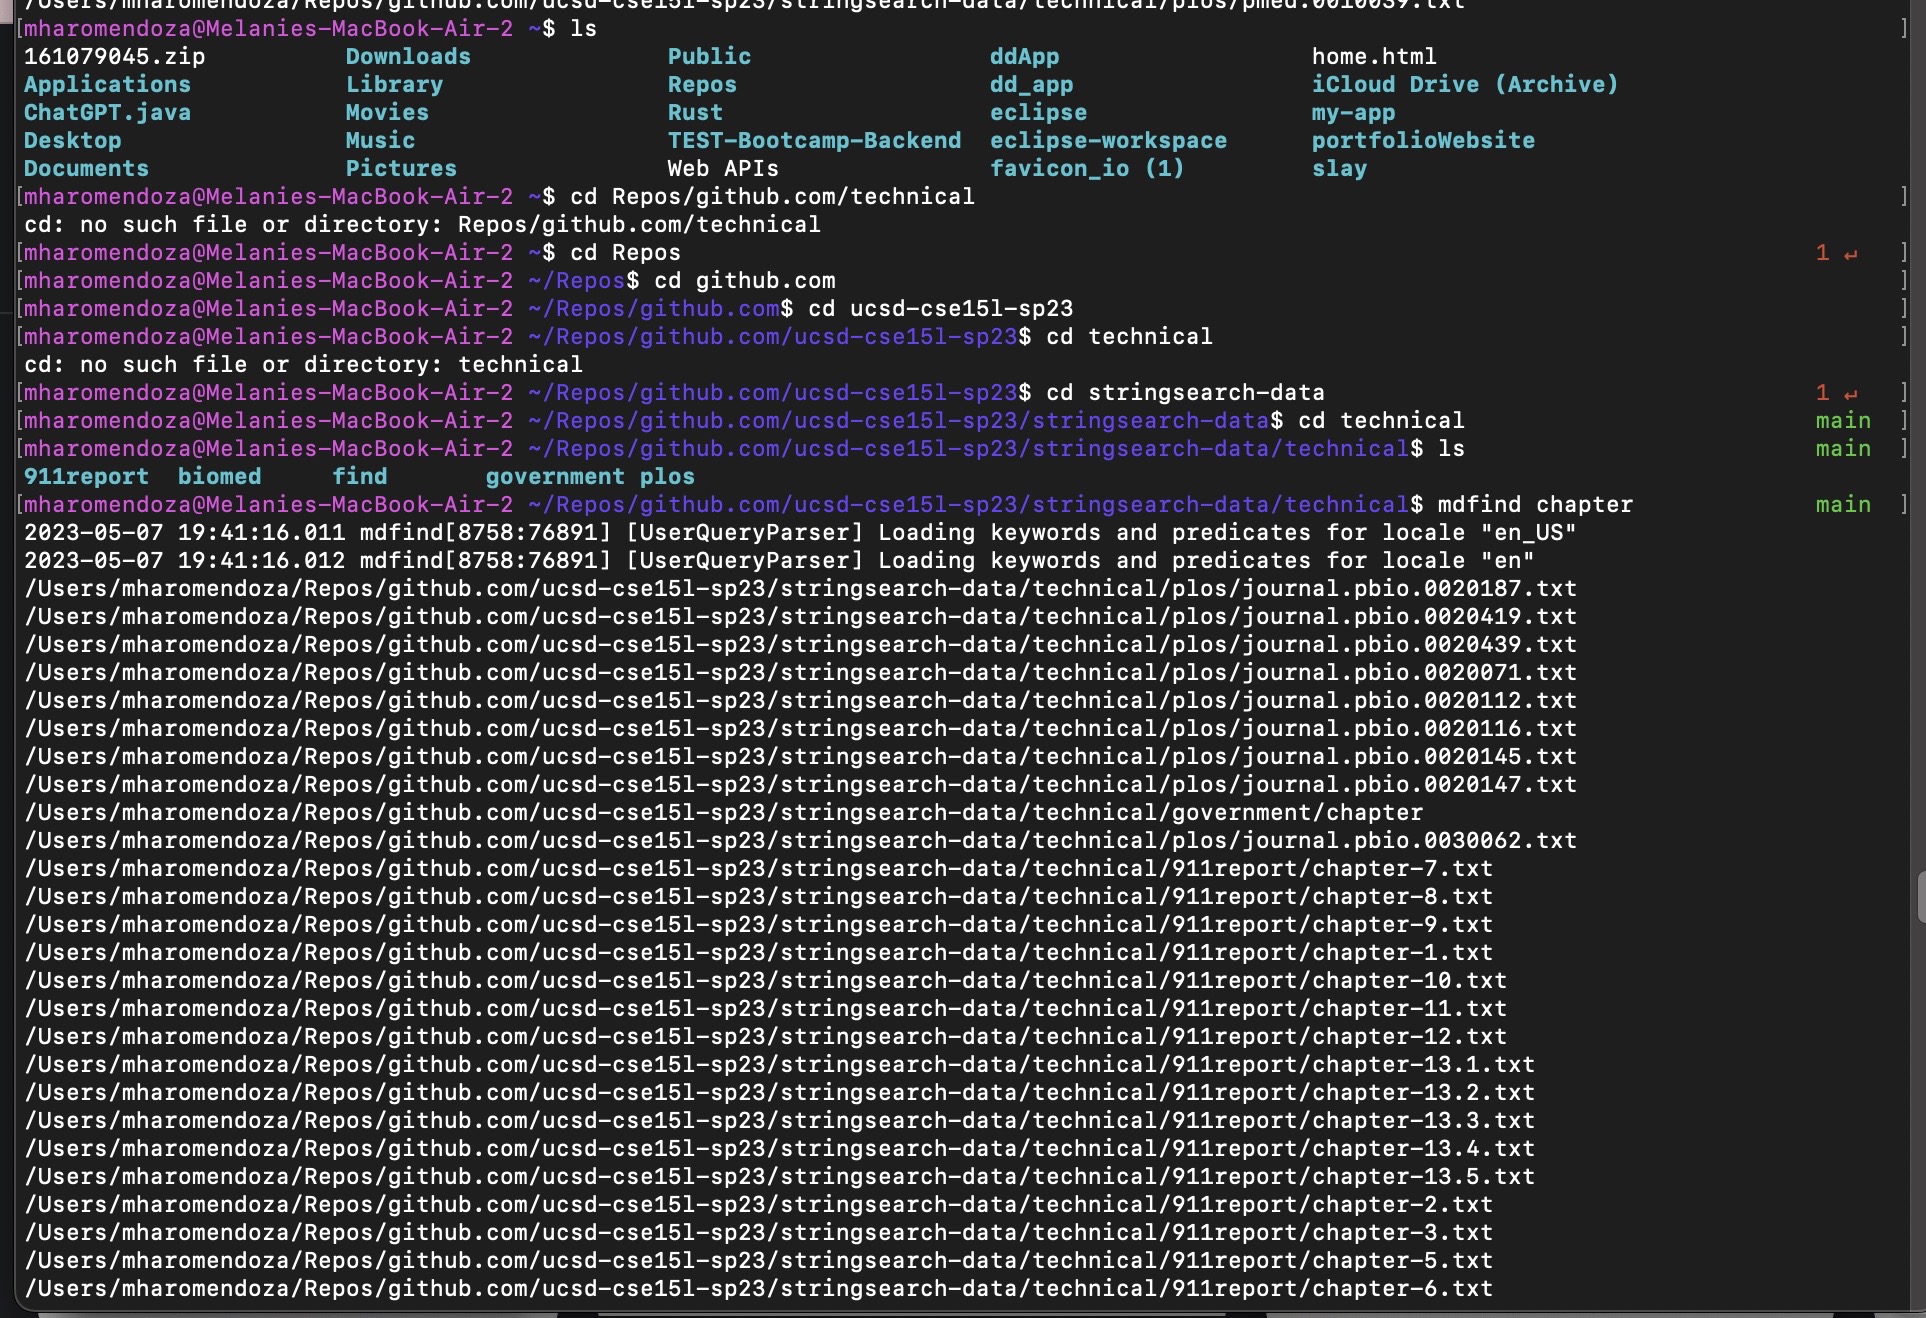 /Users/mharomendoza/Repos/github.com/ucsd-cse15l-sp23/stringsearch-data/technical/plos/pmed.0010039.txt
[mharomendoza@Melanies-MacBook-Air-2 ~$ ls ]
161079045.zip Downloads Public ddApp home.html
Applications Library Repos dd_app iCloud Drive (Archive)
ChatGPT.java Movies Rust eclipse my-app
Desktop Music TEST-Bootcamp-Backend eclipse-workspace portfolioWebsite
Documents Pictures Web APIs favicon_io (1) slay
[mharomendoza@Melanies-MacBook-Air-2 ~$ cd Repos/github.com/technical ]
cd: no such file or directory: Repos/github.com/technical
[mharomendoza@Melanies-MacBook-Air-2 ~$ cd Repos 1 ↵ ]
[mharomendoza@Melanies-MacBook-Air-2 ~/Repos$ cd github.com ]
[mharomendoza@Melanies-MacBook-Air-2 ~/Repos/github.com$ cd ucsd-cse15l-sp23 ]
[mharomendoza@Melanies-MacBook-Air-2 ~/Repos/github.com/ucsd-cse15l-sp23$ cd technical ]
cd: no such file or directory: technical
[mharomendoza@Melanies-MacBook-Air-2 ~/Repos/github.com/ucsd-cse15l-sp23$ cd stringsearch-data 1 ↵ ]
[mharomendoza@Melanies-MacBook-Air-2 ~/Repos/github.com/ucsd-cse15l-sp23/stringsearch-data$ cd technical main ]
[mharomendoza@Melanies-MacBook-Air-2 ~/Repos/github.com/ucsd-cse15l-sp23/stringsearch-data/technical$ ls main ]
911report biomed find government plos
[mharomendoza@Melanies-MacBook-Air-2 ~/Repos/github.com/ucsd-cse15l-sp23/stringsearch-data/technical$ mdfind chapter main ]
2023-05-07 19:41:16.011 mdfind[8758:76891] [UserQueryParser] Loading keywords and predicates for locale "en_US"
2023-05-07 19:41:16.012 mdfind[8758:76891] [UserQueryParser] Loading keywords and predicates for locale "en"
/Users/mharomendoza/Repos/github.com/ucsd-cse15l-sp23/stringsearch-data/technical/plos/journal.pbio.0020187.txt
/Users/mharomendoza/Repos/github.com/ucsd-cse15l-sp23/stringsearch-data/technical/plos/journal.pbio.0020419.txt
/Users/mharomendoza/Repos/github.com/ucsd-cse15l-sp23/stringsearch-data/technical/plos/journal.pbio.0020439.txt
/Users/mharomendoza/Repos/github.com/ucsd-cse15l-sp23/stringsearch-data/technical/plos/journal.pbio.0020071.txt
/Users/mharomendoza/Repos/github.com/ucsd-cse15l-sp23/stringsearch-data/technical/plos/journal.pbio.0020112.txt
/Users/mharomendoza/Repos/github.com/ucsd-cse15l-sp23/stringsearch-data/technical/plos/journal.pbio.0020116.txt
/Users/mharomendoza/Repos/github.com/ucsd-cse15l-sp23/stringsearch-data/technical/plos/journal.pbio.0020145.txt
/Users/mharomendoza/Repos/github.com/ucsd-cse15l-sp23/stringsearch-data/technical/plos/journal.pbio.0020147.txt
/Users/mharomendoza/Repos/github.com/ucsd-cse15l-sp23/stringsearch-data/technical/government/chapter
/Users/mharomendoza/Repos/github.com/ucsd-cse15l-sp23/stringsearch-data/technical/plos/journal.pbio.0030062.txt
/Users/mharomendoza/Repos/github.com/ucsd-cse15l-sp23/stringsearch-data/technical/911report/chapter-7.txt
/Users/mharomendoza/Repos/github.com/ucsd-cse15l-sp23/stringsearch-data/technical/911report/chapter-8.txt
/Users/mharomendoza/Repos/github.com/ucsd-cse15l-sp23/stringsearch-data/technical/911report/chapter-9.txt
/Users/mharomendoza/Repos/github.com/ucsd-cse15l-sp23/stringsearch-data/technical/911report/chapter-1.txt
/Users/mharomendoza/Repos/github.com/ucsd-cse15l-sp23/stringsearch-data/technical/911report/chapter-10.txt
/Users/mharomendoza/Repos/github.com/ucsd-cse15l-sp23/stringsearch-data/technical/911report/chapter-11.txt
/Users/mharomendoza/Repos/github.com/ucsd-cse15l-sp23/stringsearch-data/technical/911report/chapter-12.txt
/Users/mharomendoza/Repos/github.com/ucsd-cse15l-sp23/stringsearch-data/technical/911report/chapter-13.1.txt
/Users/mharomendoza/Repos/github.com/ucsd-cse15l-sp23/stringsearch-data/technical/911report/chapter-13.2.txt
/Users/mharomendoza/Repos/github.com/ucsd-cse15l-sp23/stringsearch-data/technical/911report/chapter-13.3.txt
/Users/mharomendoza/Repos/github.com/ucsd-cse15l-sp23/stringsearch-data/technical/911report/chapter-13.4.txt
/Users/mharomendoza/Repos/github.com/ucsd-cse15l-sp23/stringsearch-data/technical/911report/chapter-13.5.txt
/Users/mharomendoza/Repos/github.com/ucsd-cse15l-sp23/stringsearch-data/technical/911report/chapter-2.txt
/Users/mharomendoza/Repos/github.com/ucsd-cse15l-sp23/stringsearch-data/technical/911report/chapter-3.txt
/Users/mharomendoza/Repos/github.com/ucsd-cse15l-sp23/stringsearch-data/technical/911report/chapter-5.txt
/Users/mharomendoza/Repos/github.com/ucsd-cse15l-sp23/stringsearch-data/technical/911report/chapter-6.txt